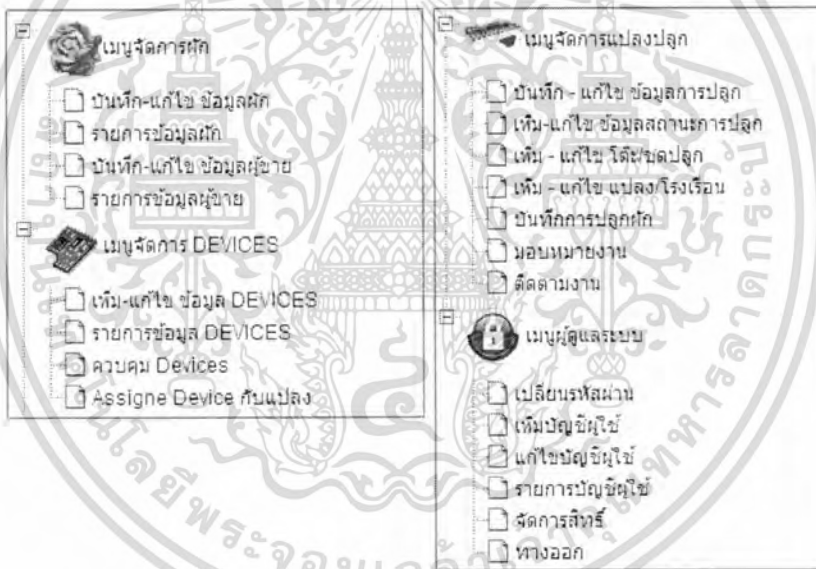 เมนูจัดการผัก
บันทึก-แก้ไข ข้อมูลผัก
รายการข้อมูลผัก
บันทึก-แก้ไข ข้อมูลผู้ขาย
รายการข้อมูลผู้ขาย
เมนูจัดการ DEVICES
เพิ่ม-แก้ไข ข้อมูล DEVICES
รายการข้อมูล DEVICES
ควบคุม Devices
Assigne Device กับแปลง
เมนูจัดการแปลงปลูก
บันทึก - แก้ไข ข้อมูลการปลูก
เพิ่ม-แก้ไข ข้อมูลสถานะการปลูก
เพิ่ม - แก้ไข โต๊ะ/ชุดปลูก
เพิ่ม - แก้ไข แปลง/โรงเรือน
บันทึกการปลูกผัก
มอบหมายงาน
ติดตามงาน
เมนูผู้ดูแลระบบ
เปลี่ยนรหัสผ่าน
เพิ่มบัญชีผู้ใช้
แก้ไขบัญชีผู้ใช้
รายการบัญชีผู้ใช้
จัดการสิทธิ์
ทางออก